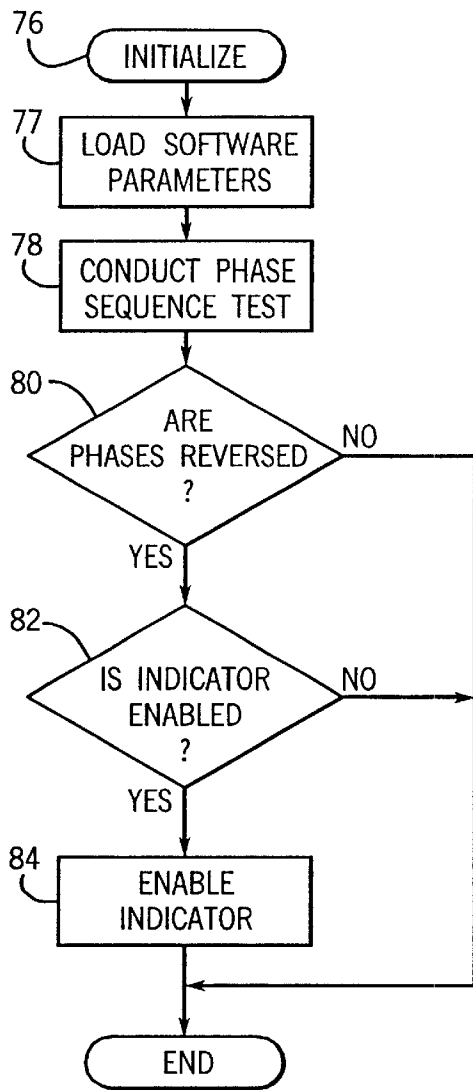 76
INITIALIZE
77
LOAD SOFTWARE
PARAMETERS
78
CONDUCT PHASE
SEQUENCE TEST
80
ARE
PHASES REVERSED
?
NO
YES
82
IS INDICATOR
ENABLED
?
NO
YES
84
ENABLE
INDICATOR
END